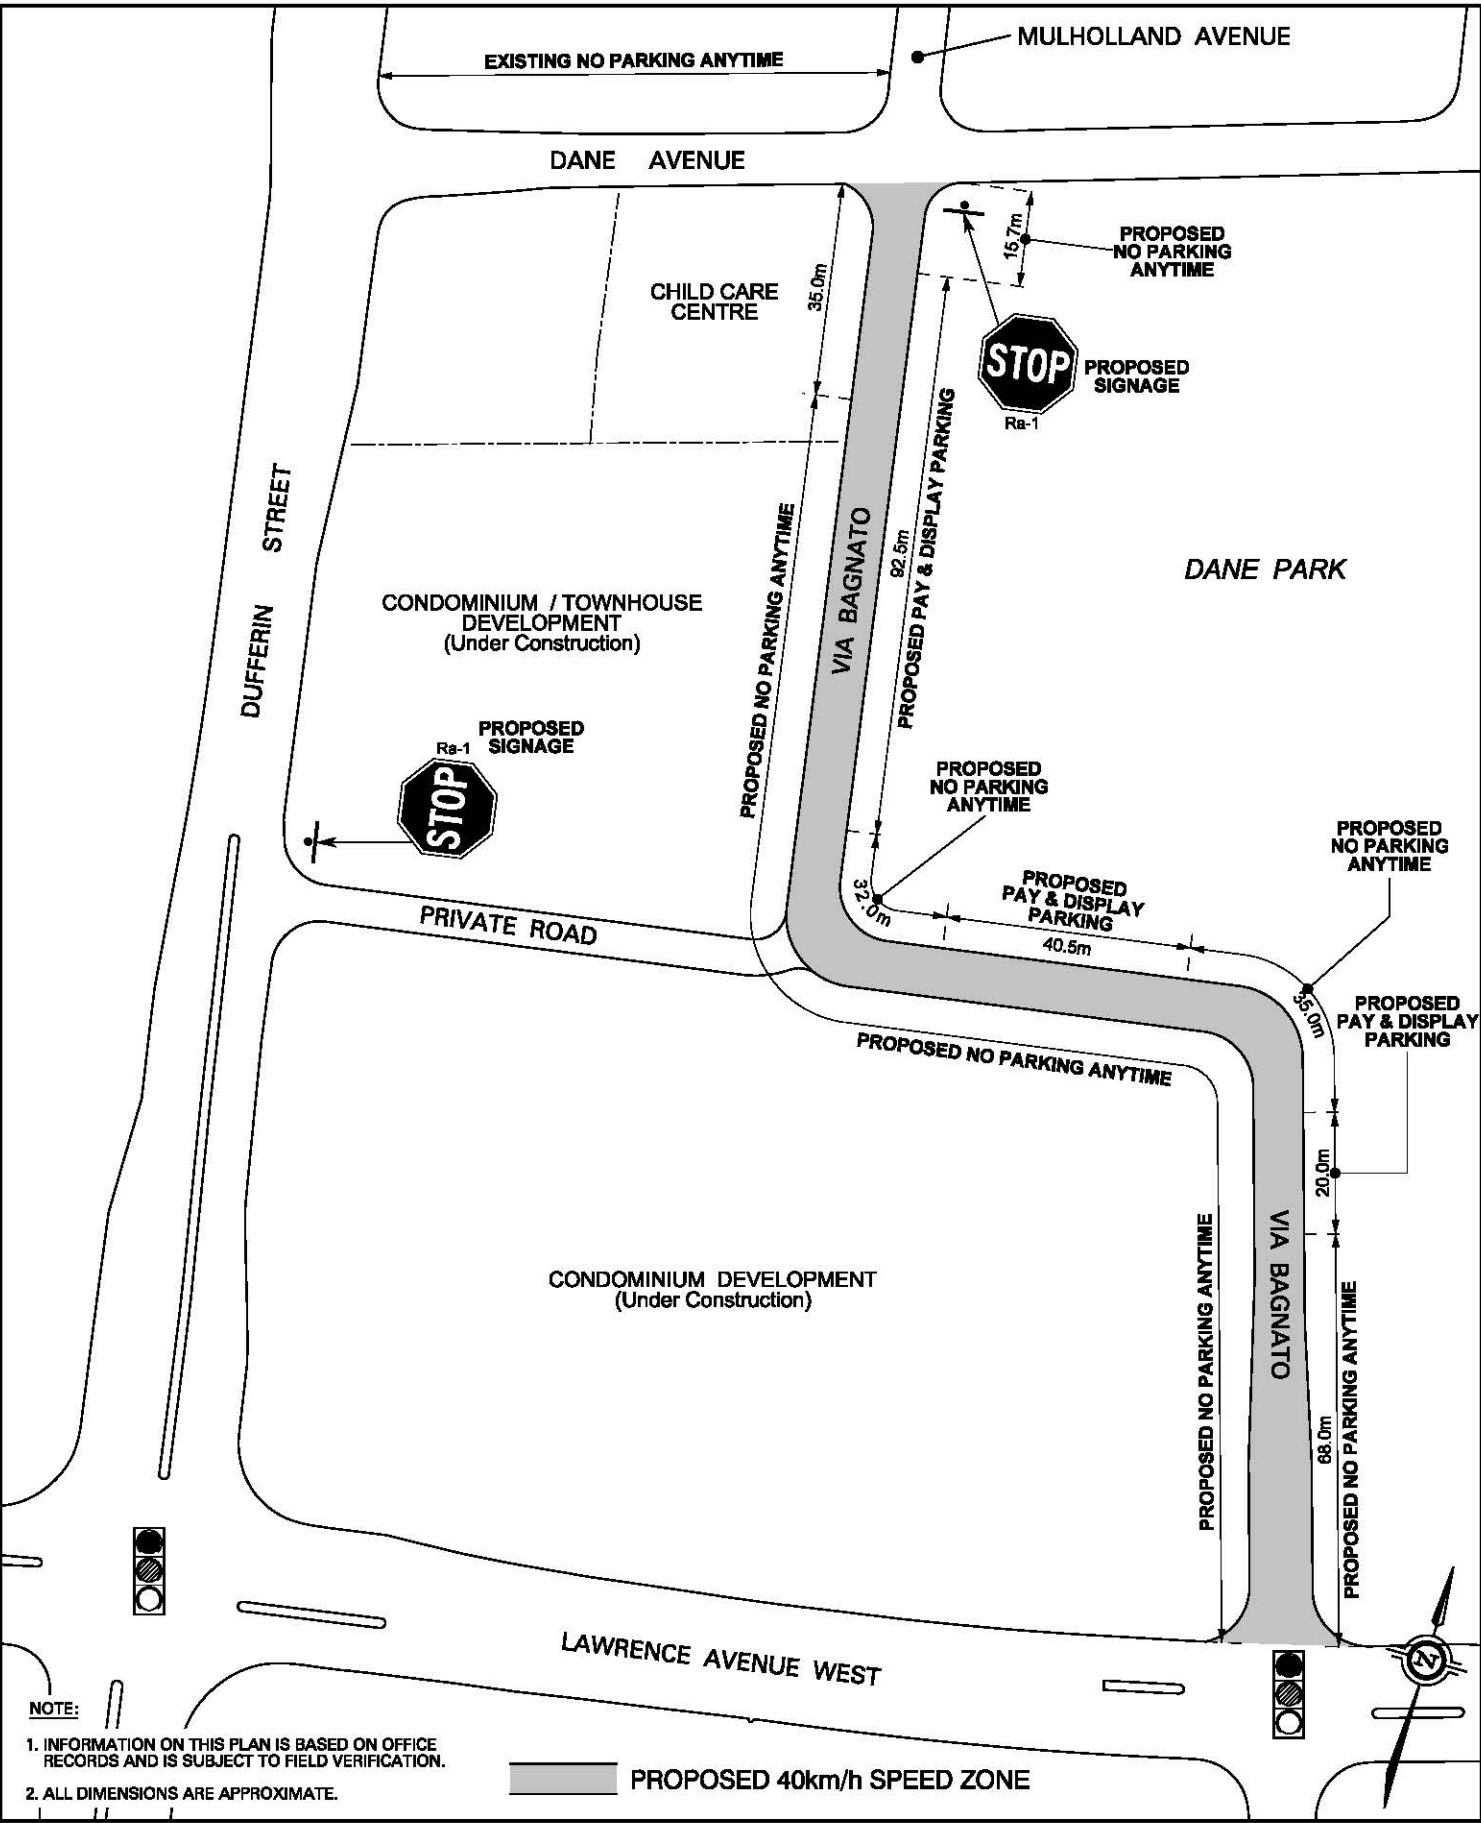 MULHOLLAND AVENUE
EXISTING NO PARKING ANYTIME
DANE AVENUE
15.7m
PROPOSED
NO PARKING
ANYTIME
35.0m
CHILD CARE
CENTRE
STOP
PROPOSED
SIGNAGE
Ra-1
DUFFERIN STREET
PROPOSED NO PARKING ANYTIME
VIA BAGNATO
92.5m
PROPOSED PAY & DISPLAY PARKING
DANE PARK
CONDOMINIUM / TOWNHOUSE
DEVELOPMENT
(Under Construction)
PROPOSED
SIGNAGE
Ra-1
STOP
PROPOSED
NO PARKING
ANYTIME
32.0m
PROPOSED
PAY & DISPLAY
PARKING
40.5m
PROPOSED
NO PARKING
ANYTIME
35.0m
PROPOSED
PAY & DISPLAY
PARKING
PRIVATE ROAD
PROPOSED NO PARKING ANYTIME
20.0m
CONDOMINIUM DEVELOPMENT
(Under Construction)
PROPOSED NO PARKING ANYTIME
VIA BAGNATO
68.0m
PROPOSED NO PARKING ANYTIME
LAWRENCE AVENUE WEST
N
NOTE:
1. INFORMATION ON THIS PLAN IS BASED ON OFFICE
RECORDS AND IS SUBJECT TO FIELD VERIFICATION.
2. ALL DIMENSIONS ARE APPROXIMATE.
PROPOSED 40km/h SPEED ZONE